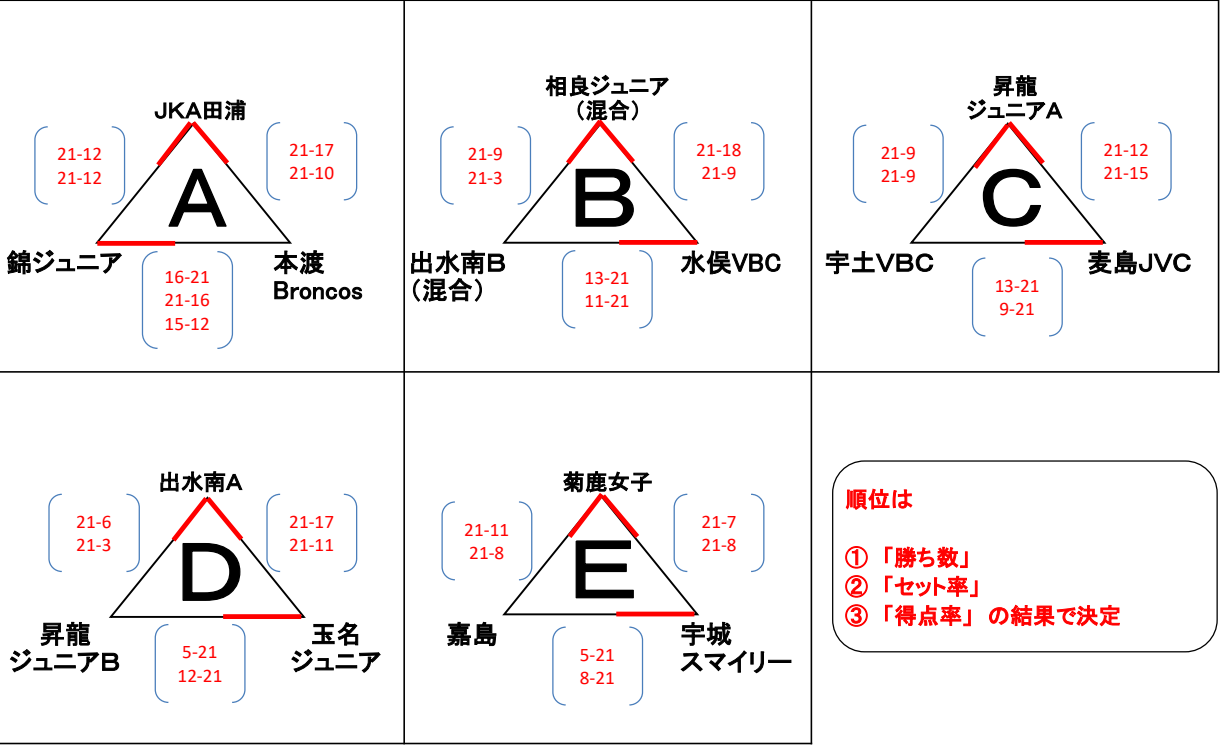 JKA田浦
21-12
21-12
21-17
21-10
A
錦ジュニア
本渡
Broncos
16-21
21-16
15-12
相良ジュニア
（混合）
21-9
21-3
21-18
21-9
B
出水南B
（混合）
水俣VBC
13-21
11-21
昇龍
ジュニアA
21-9
21-9
21-12
21-15
C
宇土VBC
麦島JVC
13-21
9-21
出水南A
21-6
21-3
21-17
21-11
D
昇龍
ジュニアB
玉名
ジュニア
5-21
12-21
菊鹿女子
21-11
21-8
21-7
21-8
E
嘉島
宇城
スマイリー
5-21
8-21
順位は
①　「勝ち数」
②　「セット率」
③　「得点率」の結果で決定